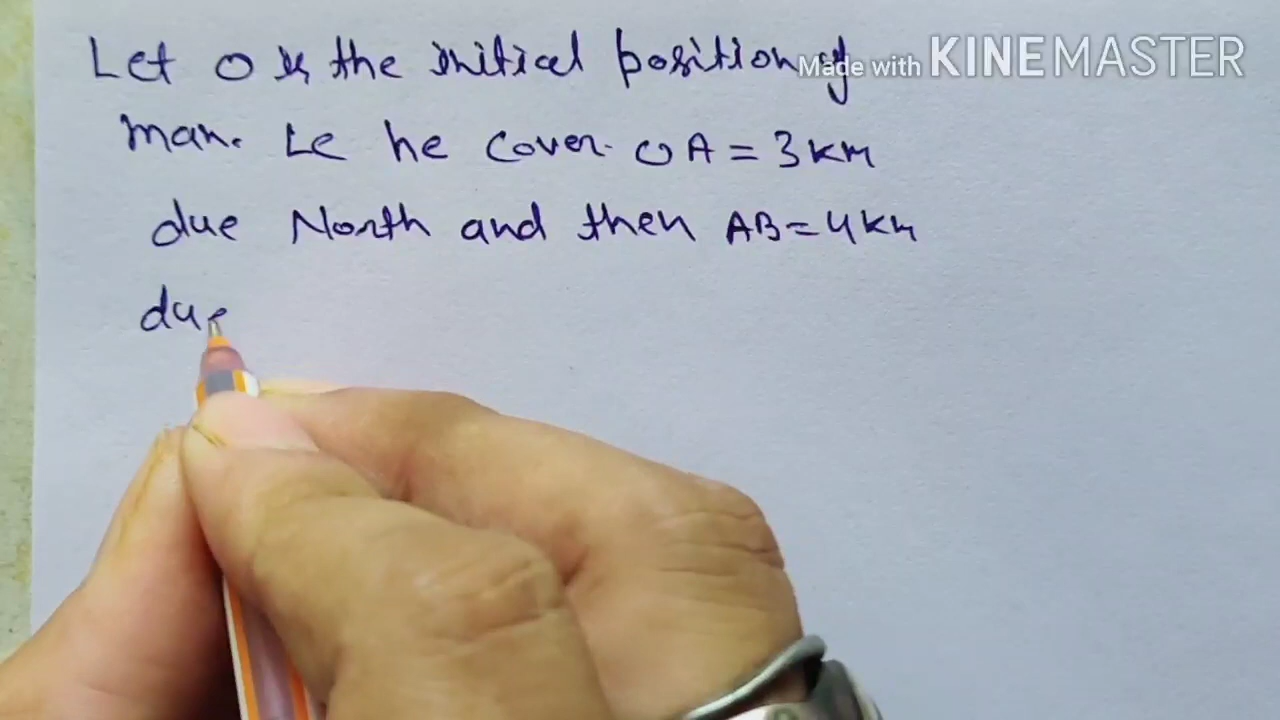 Let O is the initial position of
Made with KINEMASTER
man. Le he cover. OA = 3 km
due North and then AB = 4 km
due